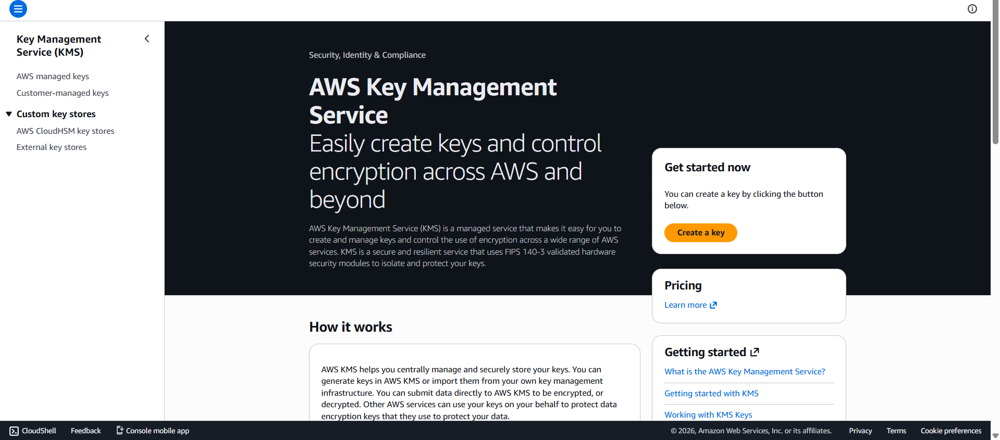 Key Management
Service (KMS)
AWS managed keys
Customer-managed keys
Custom key stores
AWS CloudHSM key stores
External key stores
Security, Identity & Compliance
AWS Key Management
Service
Easily create keys and control
encryption across AWS and
beyond
AWS Key Management Service (KMS) is a managed service that makes it easy for you to
create and manage keys and control the use of encryption across a wide range of AWS
services. KMS is a secure and resilient service that uses FIPS 140-3 validated hardware
security modules to isolate and protect your keys.
Get started now
You can create a key by clicking the button
below.
Create a key
Pricing
Learn more
How it works
AWS KMS helps you centrally manage and securely store your keys. You can
generate keys in AWS KMS or import them from your own key management
infrastructure. You can submit data directly to AWS KMS to be encrypted, or
decrypted. Other AWS services can use your keys on your behalf to protect data
encryption keys that they use to protect your data.
Getting started
What is the AWS Key Management Service?
Getting started with KMS
Working with KMS Keys
CloudShell
Feedback
Console mobile app
© 2026, Amazon Web Services, Inc. or its affiliates.
Privacy
Terms
Cookie preferences